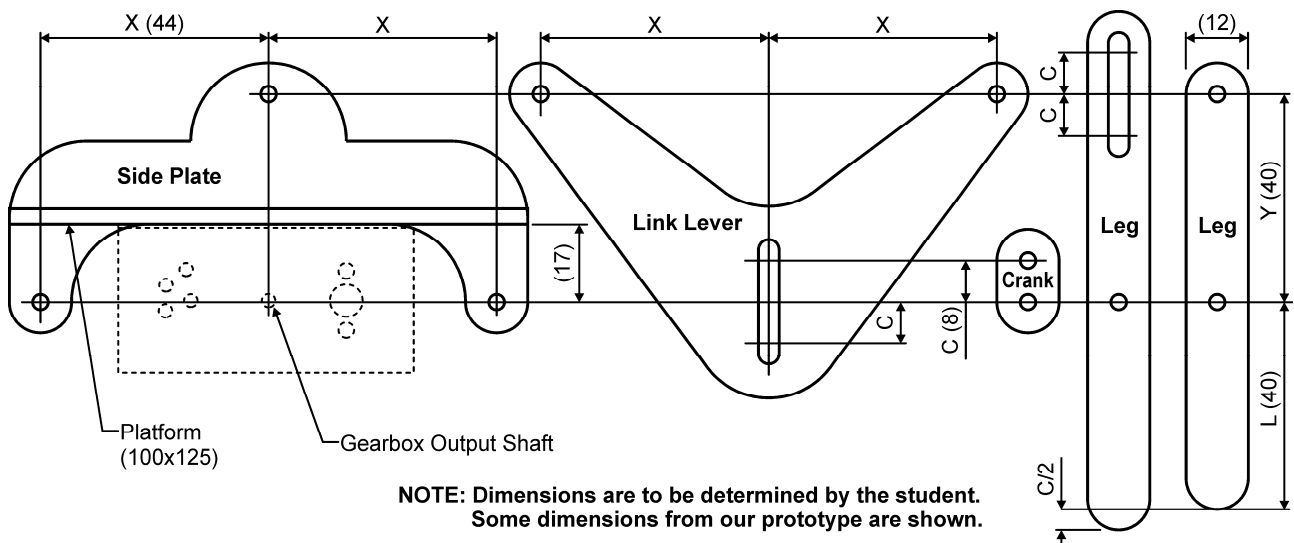 X (44)
X
X
X
(12)
C
C
Side Plate
Link Lever
Crank
Leg
Leg
Y (40)
(17)
C
C (8)
L (40)
Platform
(100x125)
Gearbox Output Shaft
C/2
NOTE: Dimensions are to be determined by the student.
Some dimensions from our prototype are shown.